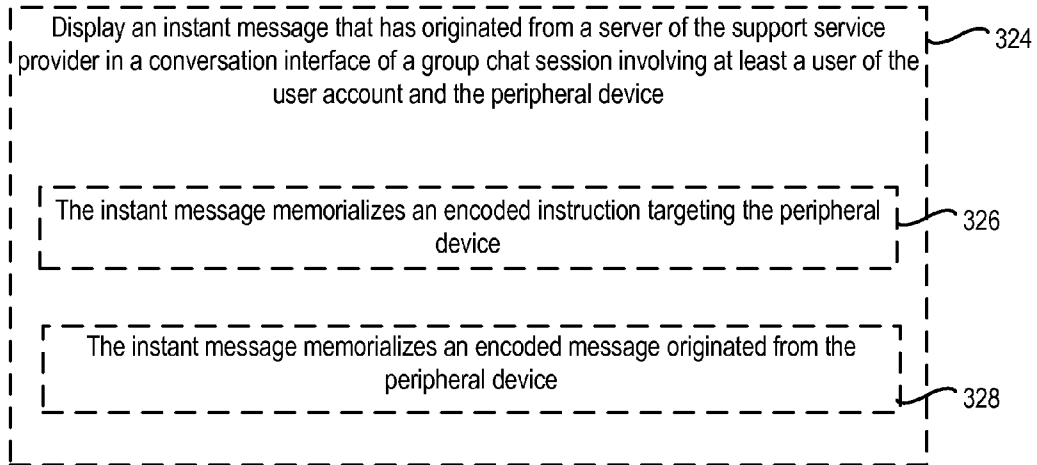 Display an instant message that has originated from a server of the support service
324
provider in a conversation interface of a group chat session involving at least a user of the
user account and the peripheral device
The instant message memorializes an encoded instruction targeting the peripheral
326
device
The instant message memorializes an encoded message originated from the
peripheral device
328